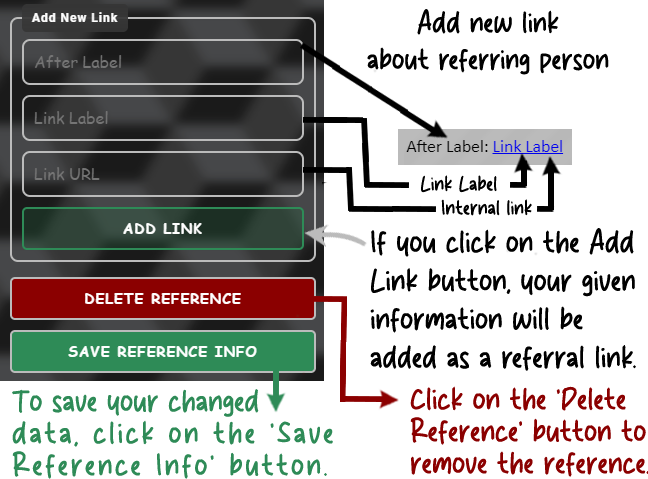 Add New Link
After Label
Link Label
Link URL
ADD LINK
DELETE REFERENCE
SAVE REFERENCE INFO
Add new link
about referring person
After Label: Link Label
Link Label
Internal link
If you click on the Add
Link button, your given
information will be
added as a referral link.
To save your changed
data, click on the 'Save
Reference Info' button.
Click on the 'Delete
Reference' button to
remove the reference.